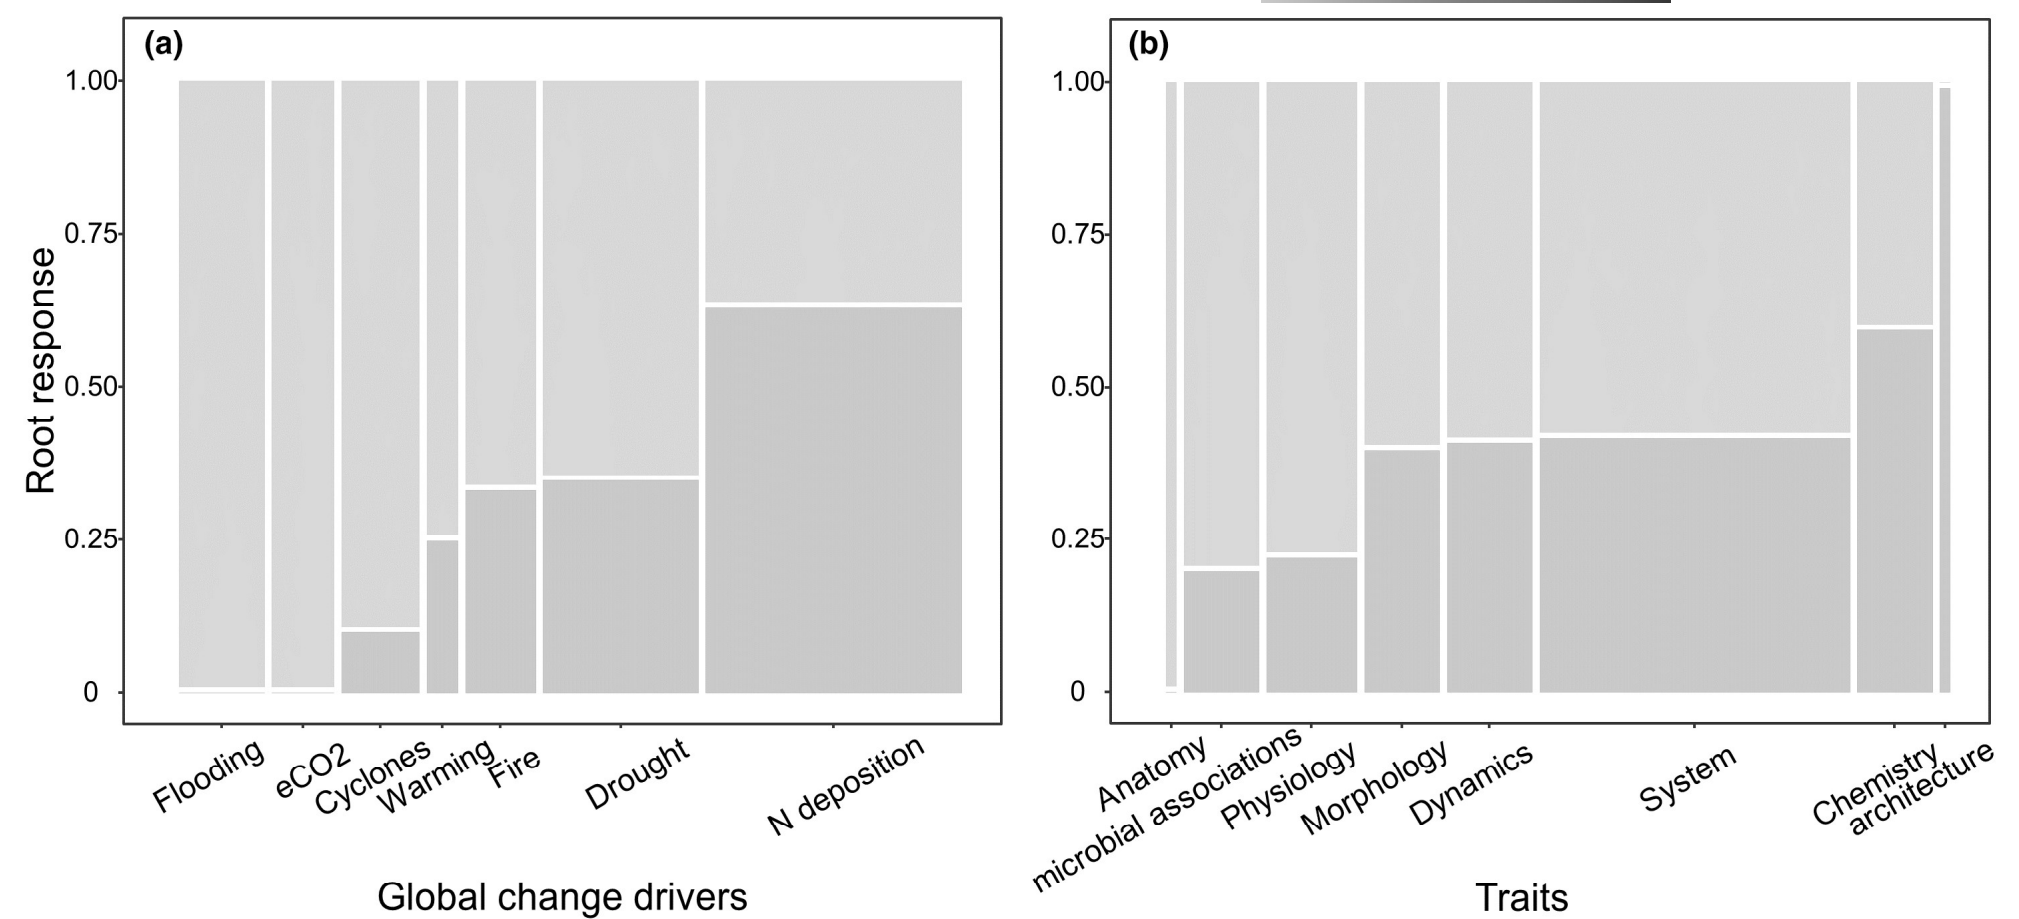 (a)
1.00
0.75
0.50
0.25
0
Root response
Flooding
eCO2
Cyclones
Warming
Fire
Drought
N deposition
Global change drivers
(b)
1.00
0.75
0.50
0.25
0
Anatomy
microbial associations
Physiology
Morphology
Dynamics
System
Chemistry
architecture
Traits